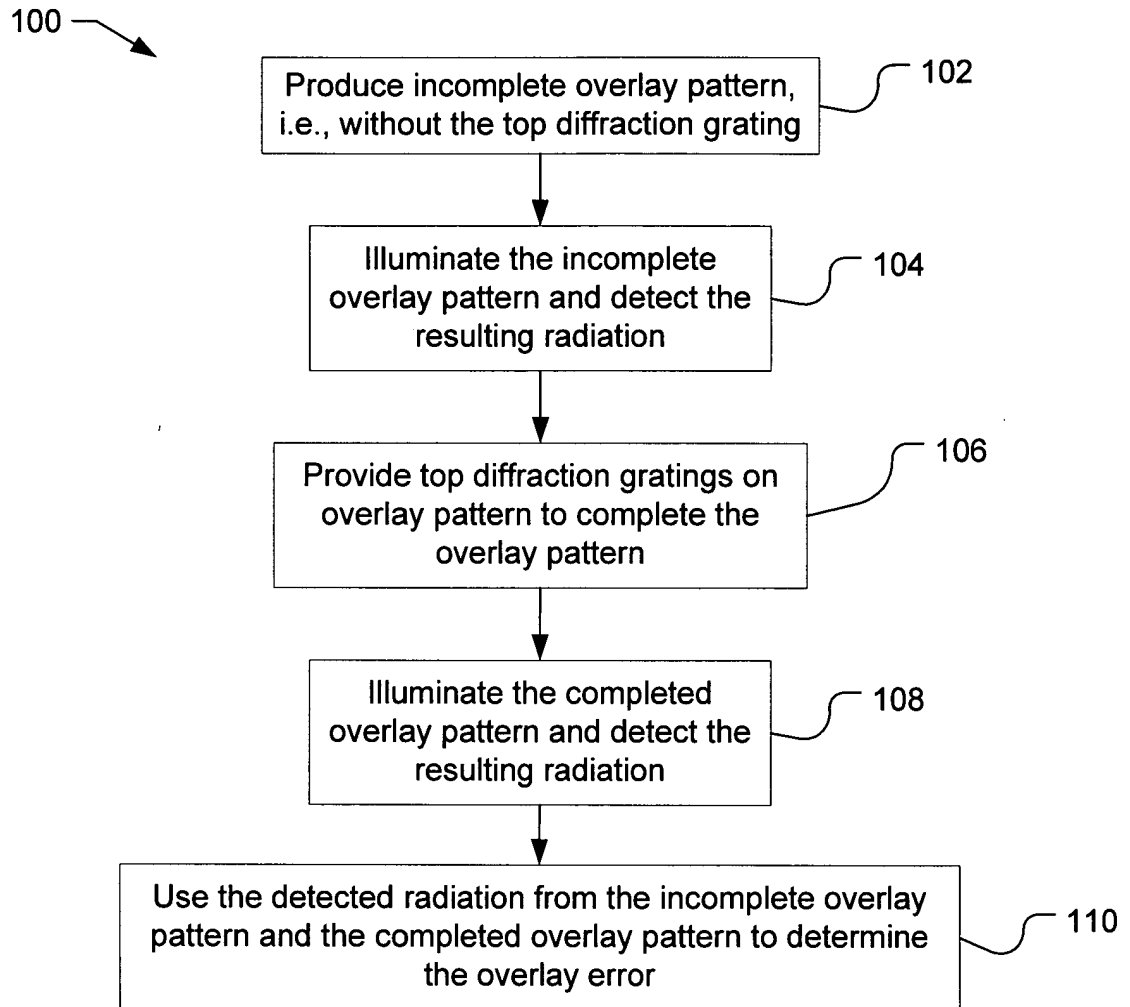 100
Produce incomplete overlay pattern,
i.e., without the top diffraction grating
102
Illuminate the incomplete
overlay pattern and detect the
resulting radiation
104
Provide top diffraction gratings on
overlay pattern to complete the
overlay pattern
106
Illuminate the completed
overlay pattern and detect the
resulting radiation
108
Use the detected radiation from the incomplete overlay
pattern and the completed overlay pattern to determine
the overlay error
110